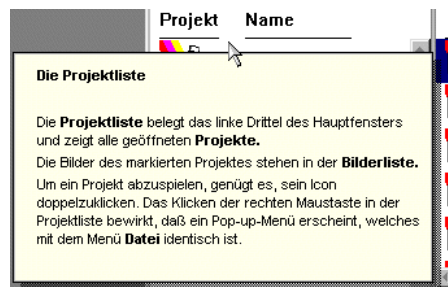 Projekt Name
Die Projektliste
Die Projektliste belegt das linke Drittel des Hauptfensters
und zeigt alle geöffneten Projekte.
Die Bilder des markierten Projektes stehen in der Bilderliste.
Um ein Projekt abzuspielen, genügt es, sein Icon
doppelzuklicken. Das Klicken der rechten Maustaste in der
Projektliste bewirkt, daß ein Pop-up-Menü erscheint, welches
mit dem Menü Datei identisch ist.